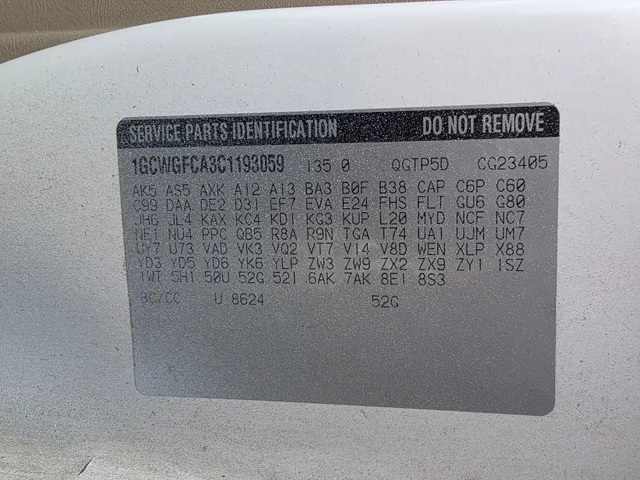 SERVICE PARTS IDENTIFICATION DO NOT REMOVE
1GCWGFCA3C1193059 135 0 QGTP5D CG23405
AK5 AS5 AXK A12 A13 BA3 B0F B38 CAP C6P C60
C99 DAA DE2 D31 EF7 EVA E24 FHS FLT GU6 G80
JH6 JL4 KAX KC4 KD1 KG3 KUP L20 MYD NCF NC7
NE1 NU4 PPC QB5 R8A R9N TGA T74 UA1 UJM UM7
UY7 U73 VAD VK3 VQ2 VT7 V14 V8D WEN XLP X88
YD3 YD5 YD6 YK6 YLP ZW3 ZW9 ZX2 ZX9 ZY1 1SZ
1WT 5H1 50U 52G 521 6AK 7AK 8E1 8S3
BC/CC U 8624 52G